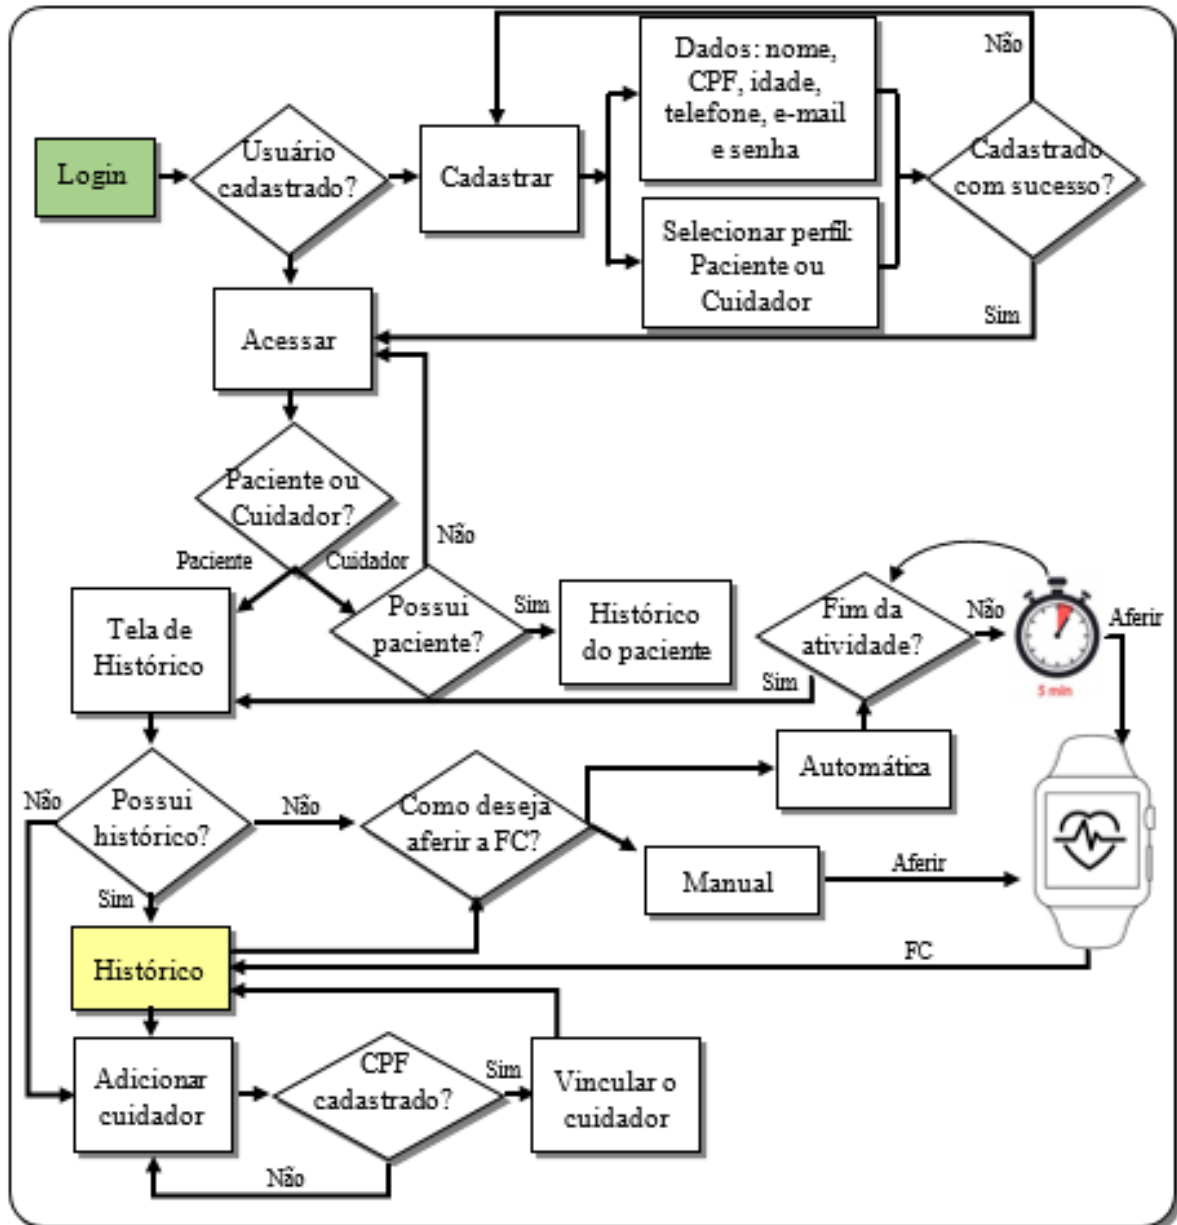 Não
Dados: nome,
CPF, idade,
telefone, e-mail
e senha
Login
Usuário
cadastrado?
Cadastrar
Cadastrado
com sucesso?
Selecionar perfil:
Paciente ou
Cuidador
Sim
Acessar
Paciente ou
Cuidador?
Não
Paciente
Cuidador
Tela de
Histórico
Possui
paciente?
Sim
Histórico
do paciente
Fim da
atividade?
Não
Aferir
5 min
Sim
Automática
Não
Possui
histórico?
Não
Como deseja
aferir a FC?
Manual
Aferir
Sim
Histórico
FC
Adicionar
cuidador
CPF
cadastrado?
Sim
Vincular o
cuidador
Não